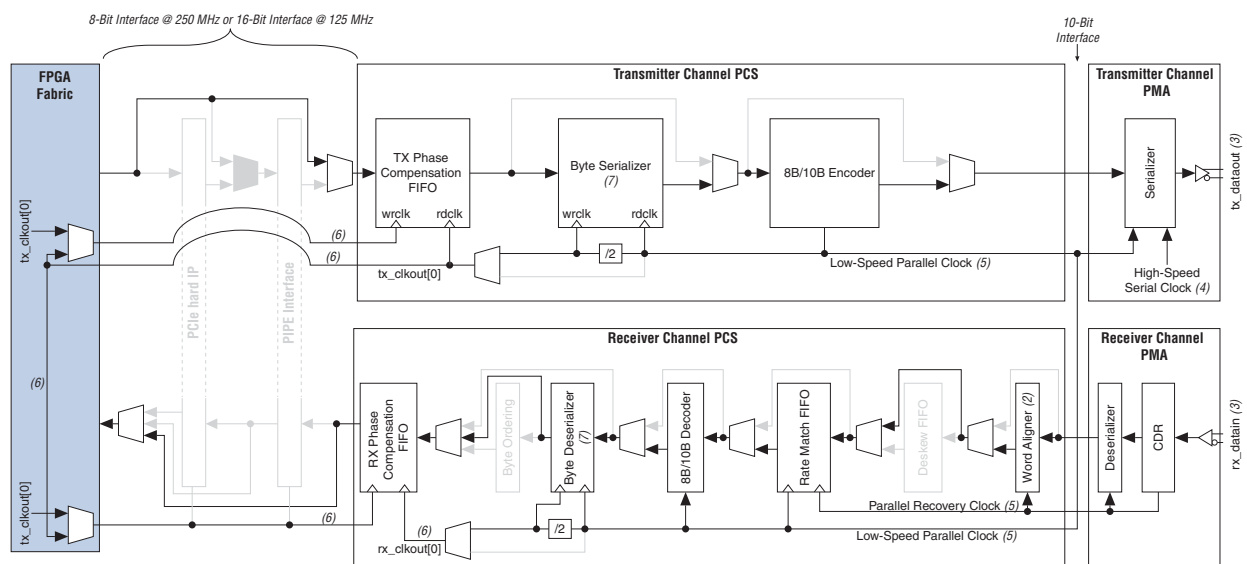 8-Bit Interface @ 250 MHz or 16-Bit Interface @ 125 MHz
10-Bit
Interface
FPGA
Fabric
Transmitter Channel PCS
Transmitter Channel
PMA
TX Phase
Compensation
FIFO
wrclk
rdclk
Byte Serializer
(7)
wrclk
rdclk
8B/10B Encoder
Serializer
tx_dataout (3)
tx_clkout[0]
(6)
(6)
tx_clkout[0]
/2
Low-Speed Parallel Clock (5)
High-Speed
Serial Clock (4)
PCIe hard IP
PIPE Interface
(6)
Receiver Channel PCS
Receiver Channel
PMA
RX Phase
Compensation
FIFO
Byte Ordering
Byte Deserializer
(7)
8B/10B Decoder
Rate Match FIFO
Deskew FIFO
Word Aligner (2)
Deserializer
CDR
rx_datain (3)
tx_clkout[0]
(6)
(6)
rx_clkout[0]
/2
Parallel Recovery Clock (5)
Low-Speed Parallel Clock (5)